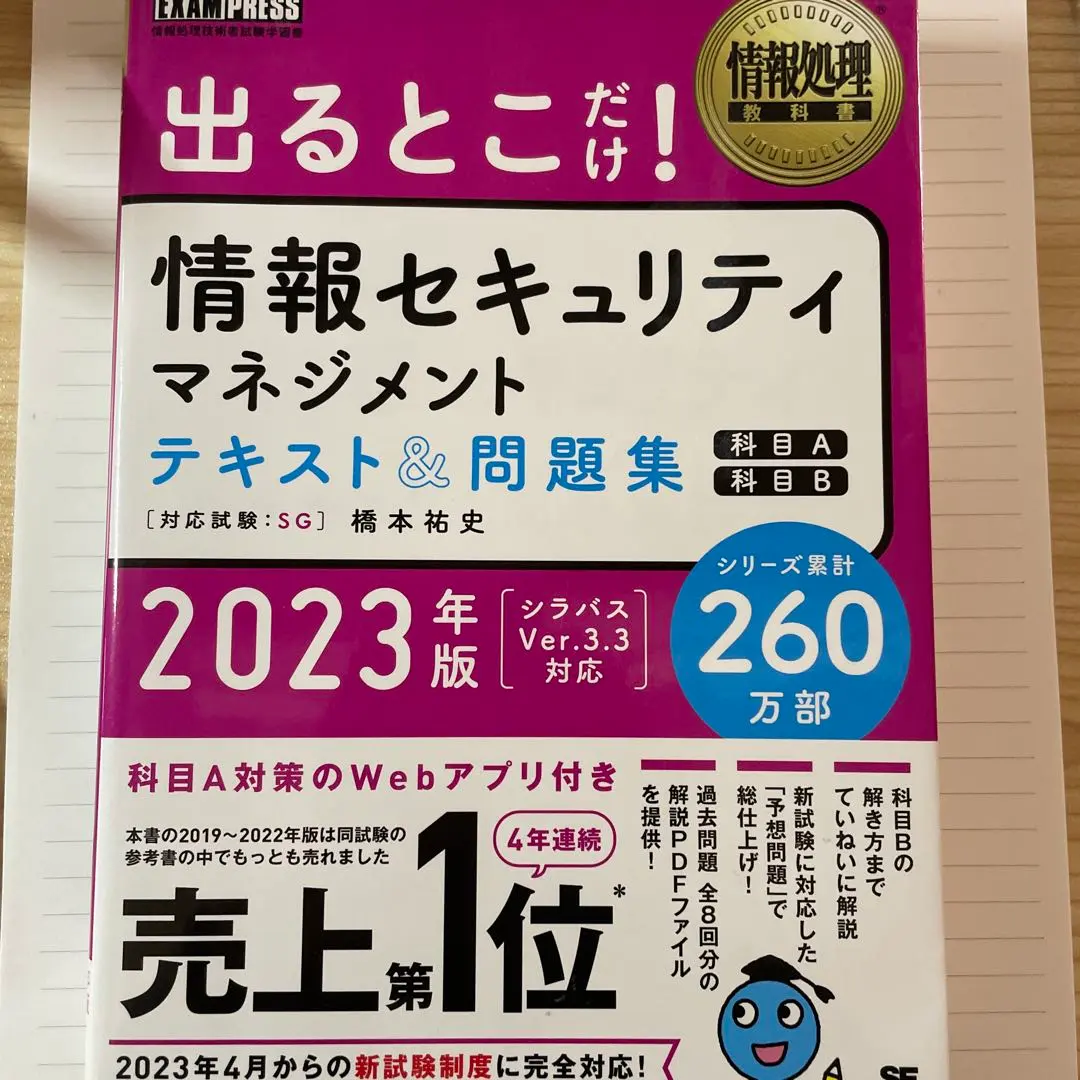 EXAMPRESS
情報処理技術者試験学習書
情報処理
教科書
出るとこだけ!
情報セキュリティ
マネジメント
テキスト&問題集
科目A
科目B
[対応試験:SG] 橋本祐史
2023年版
[シラバス
Ver.3.3
対応]
シリーズ累計
260
万部
科目A対策のWebアプリ付き
本書の2019〜2022年版は同試験の
参考書の中でもっとも売れました
4年連続
売上第1位*
科目Bの
解き方まで
ていねいに解説
新試験に対応した
「予想問題」で
総仕上げ!
過去問題 全8回分の
解説PDFファイル
を提供!
2023年4月からの新試験制度に完全対応!
SE